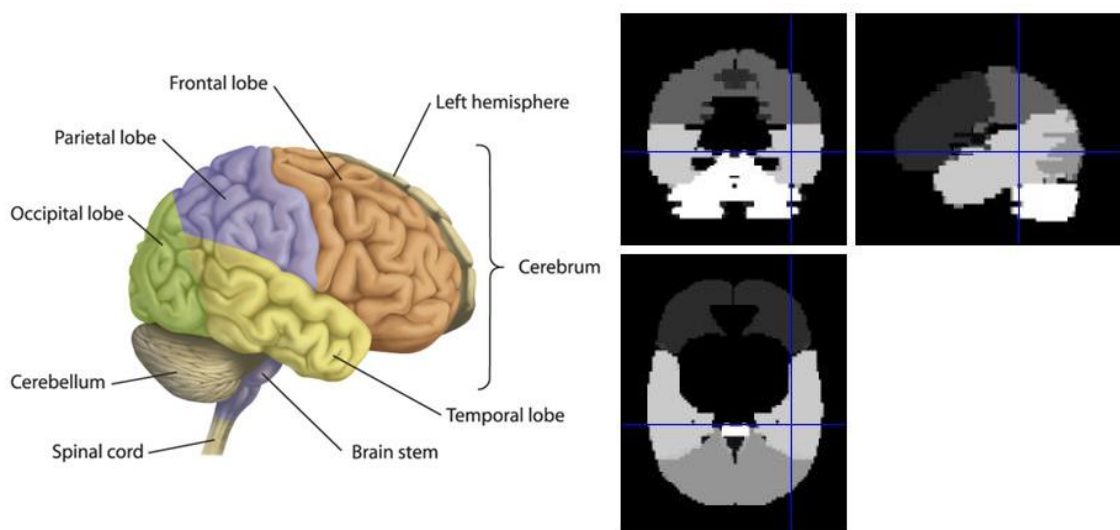 Frontal lobe
Left hemisphere
Parietal lobe
Occipital lobe
Cerebrum
Cerebellum
Temporal lobe
Spinal cord
Brain stem